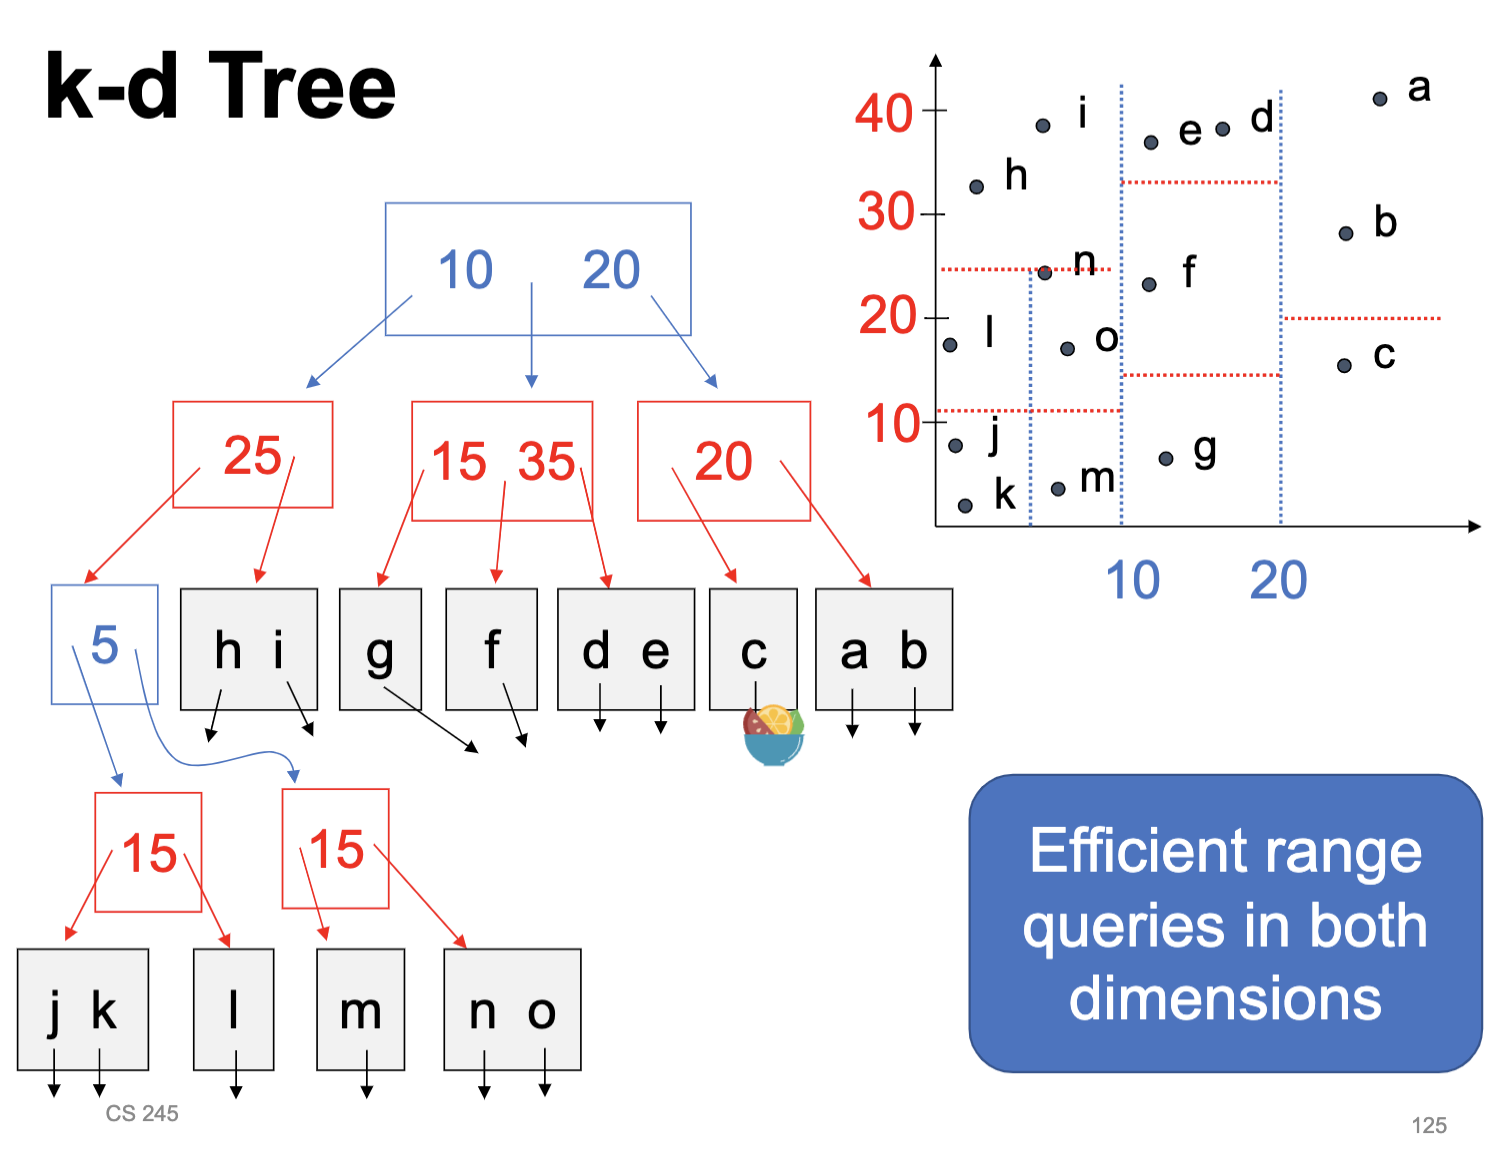 k-d Tree
10 20
25
15 35
20
5
h i
g
f
d e
c
a b
15
15
j k
l
m
n o
40
30
20
10
i
h
e
d
a
b
n
f
l
o
c
j
k
m
g
10
20
Efficient range
queries in both
dimensions
CS 245
125